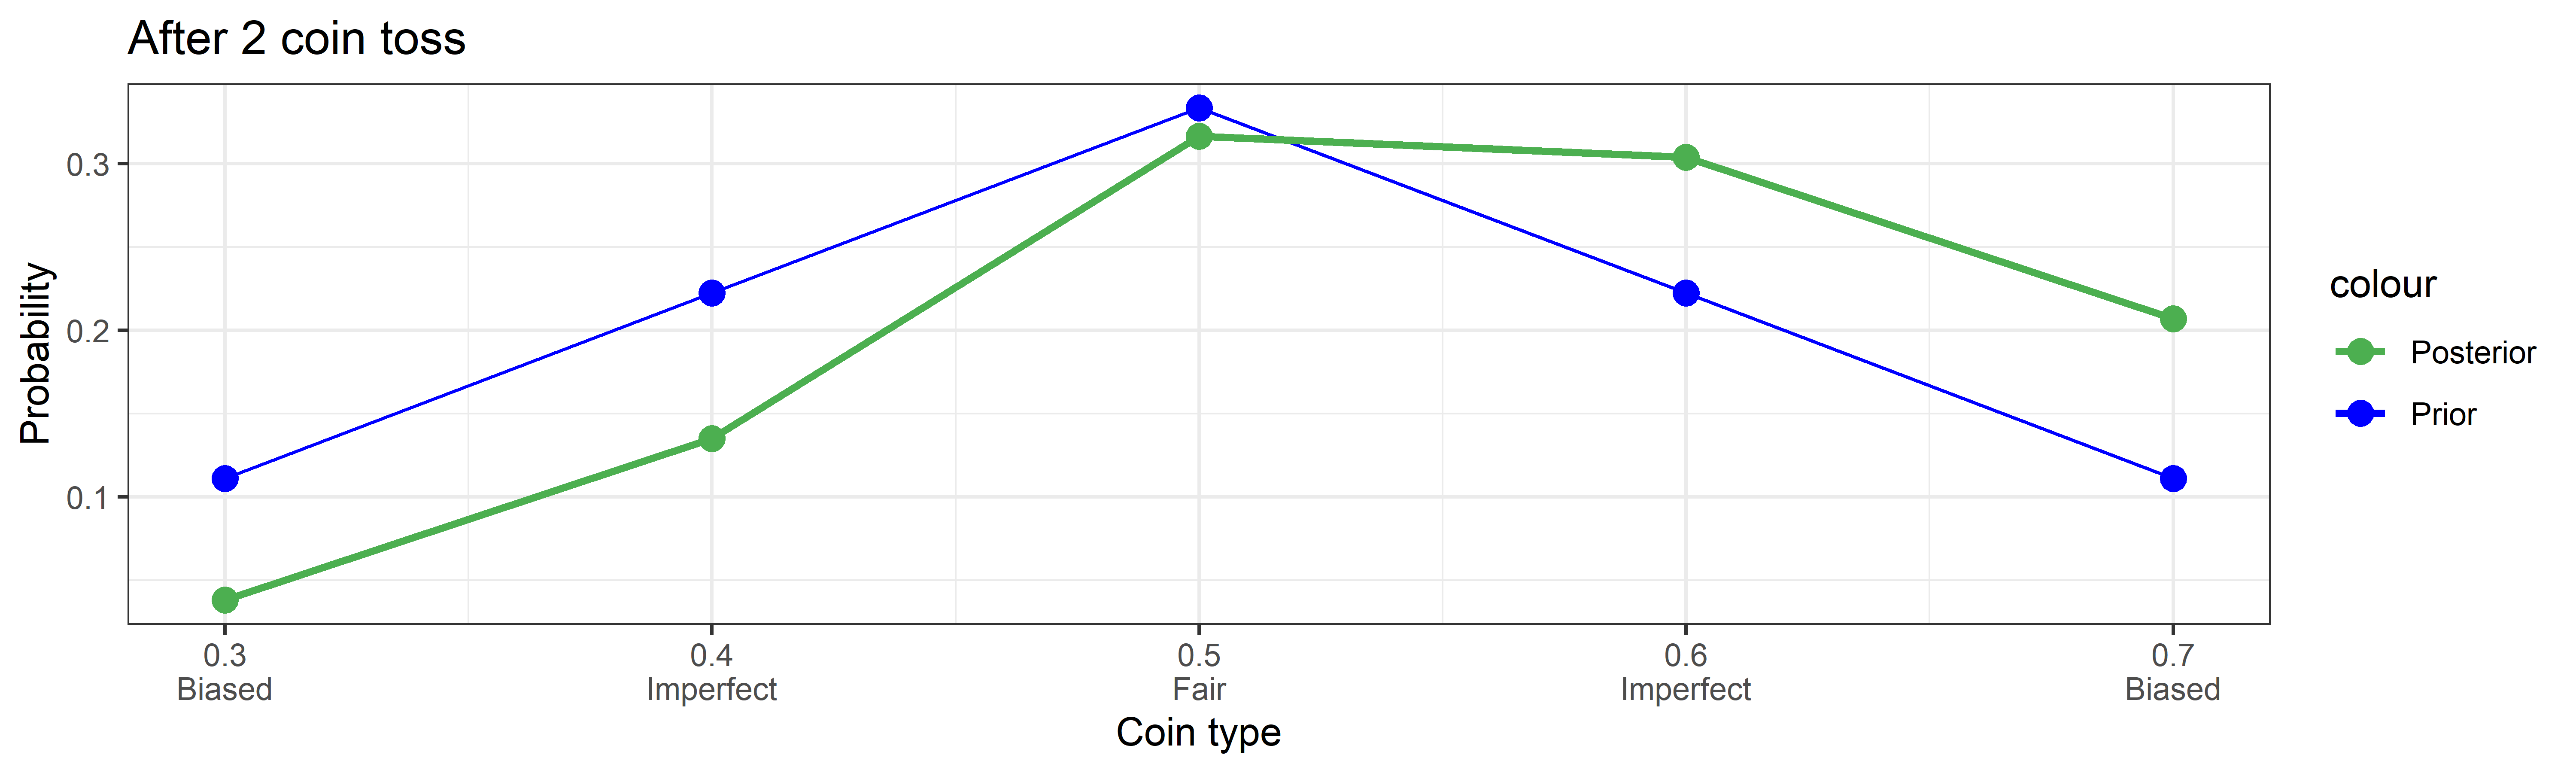 After 2 coin toss
Probability
0.3
0.2
0.1
0.3 0.4 0.5 0.6 0.7
Biased Imperfect Fair Imperfect Biased
Coin type
colour
Posterior
Prior